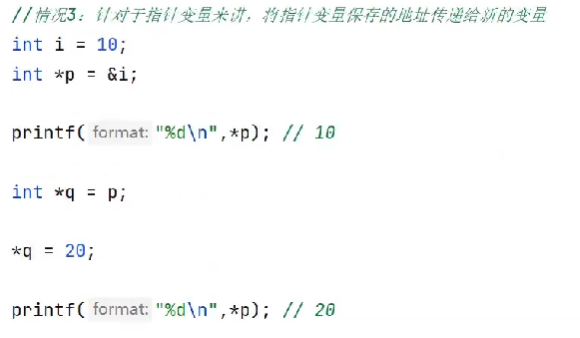 //情况3：针对于指针变量来讲，将指针变量保存的地址传递给新的变量
int i = 10;
int *p = &i;
printf( format: "%d\n",*p); // 10
int *q = p;
*q = 20;
printf( format: "%d\n",*p); // 20